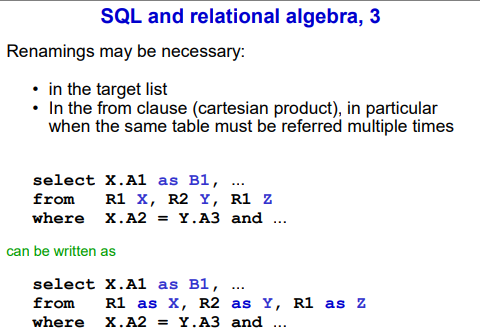 SQL and relational algebra, 3
Renamings may be necessary:
• in the target list
• In the from clause (cartesian product), in particular
when the same table must be referred multiple times
select X.A1 as B1, ...
from R1 X, R2 Y, R1 Z
where X.A2 = Y.A3 and ...
can be written as
select X.A1 as B1, ...
from R1 as X, R2 as Y, R1 as Z
where X.A2 = Y.A3 and ...